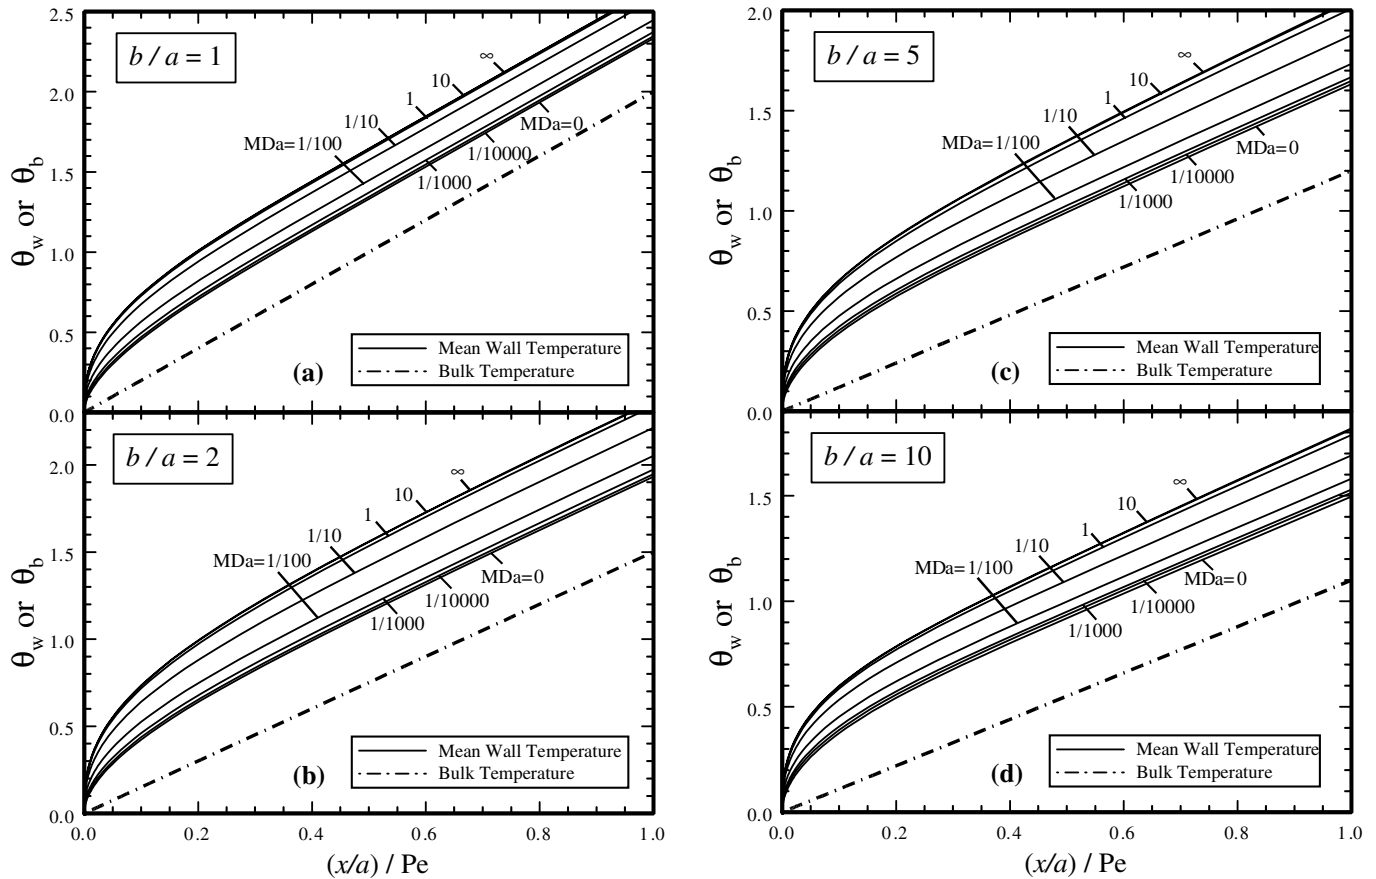 2.5
2.0
1.5
1.0
0.5
0.0
θw or θb
b / a = 1
∞
10
1
1/10
MDa=1/100
MDa=0
1/10000
1/1000
Mean Wall Temperature
Bulk Temperature
(a)
2.0
1.5
1.0
0.5
0.0
θw or θb
b / a = 2
∞
10
1
1/10
MDa=1/100
MDa=0
1/10000
1/1000
Mean Wall Temperature
Bulk Temperature
(b)
0.0
0.2
0.4
0.6
0.8
1.0
(x/a) / Pe
2.0
1.5
1.0
0.5
0.0
θw or θb
b / a = 5
∞
10
1
1/10
MDa=1/100
MDa=0
1/10000
1/1000
Mean Wall Temperature
Bulk Temperature
(c)
1.5
1.0
0.5
0.0
θw or θb
b / a = 10
∞
10
1
1/10
MDa=1/100
MDa=0
1/10000
1/1000
Mean Wall Temperature
Bulk Temperature
(d)
0.0
0.2
0.4
0.6
0.8
1.0
(x/a) / Pe